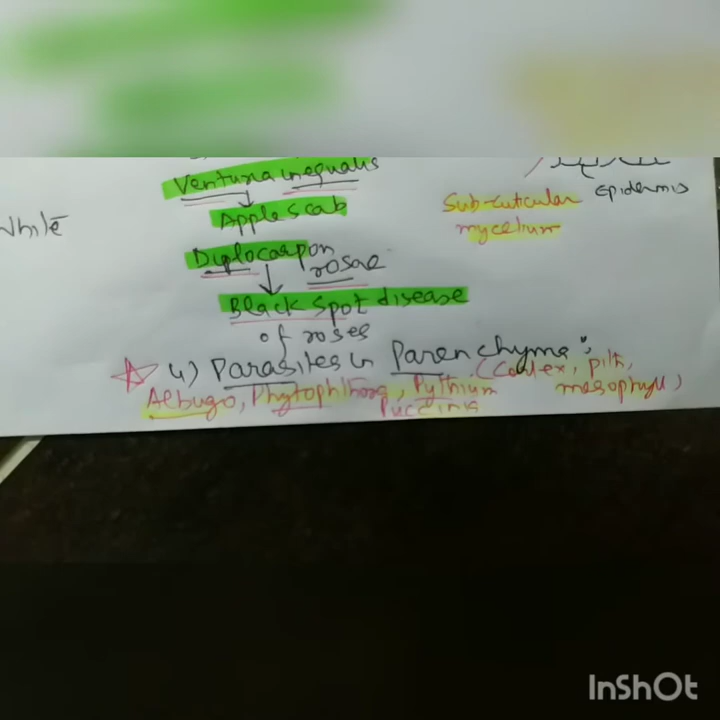 Venturia inequalis
Epidermis
Sub-cuticular
mycelium
While
Apple scab
Diplocarpon
rosae
Black spot disease
of roses
4) Parasites in Parenchyma:
(Cortex, pith,
mesophyll)
Albugo, Phytophthora, Pythium
Puccinia
InShOt